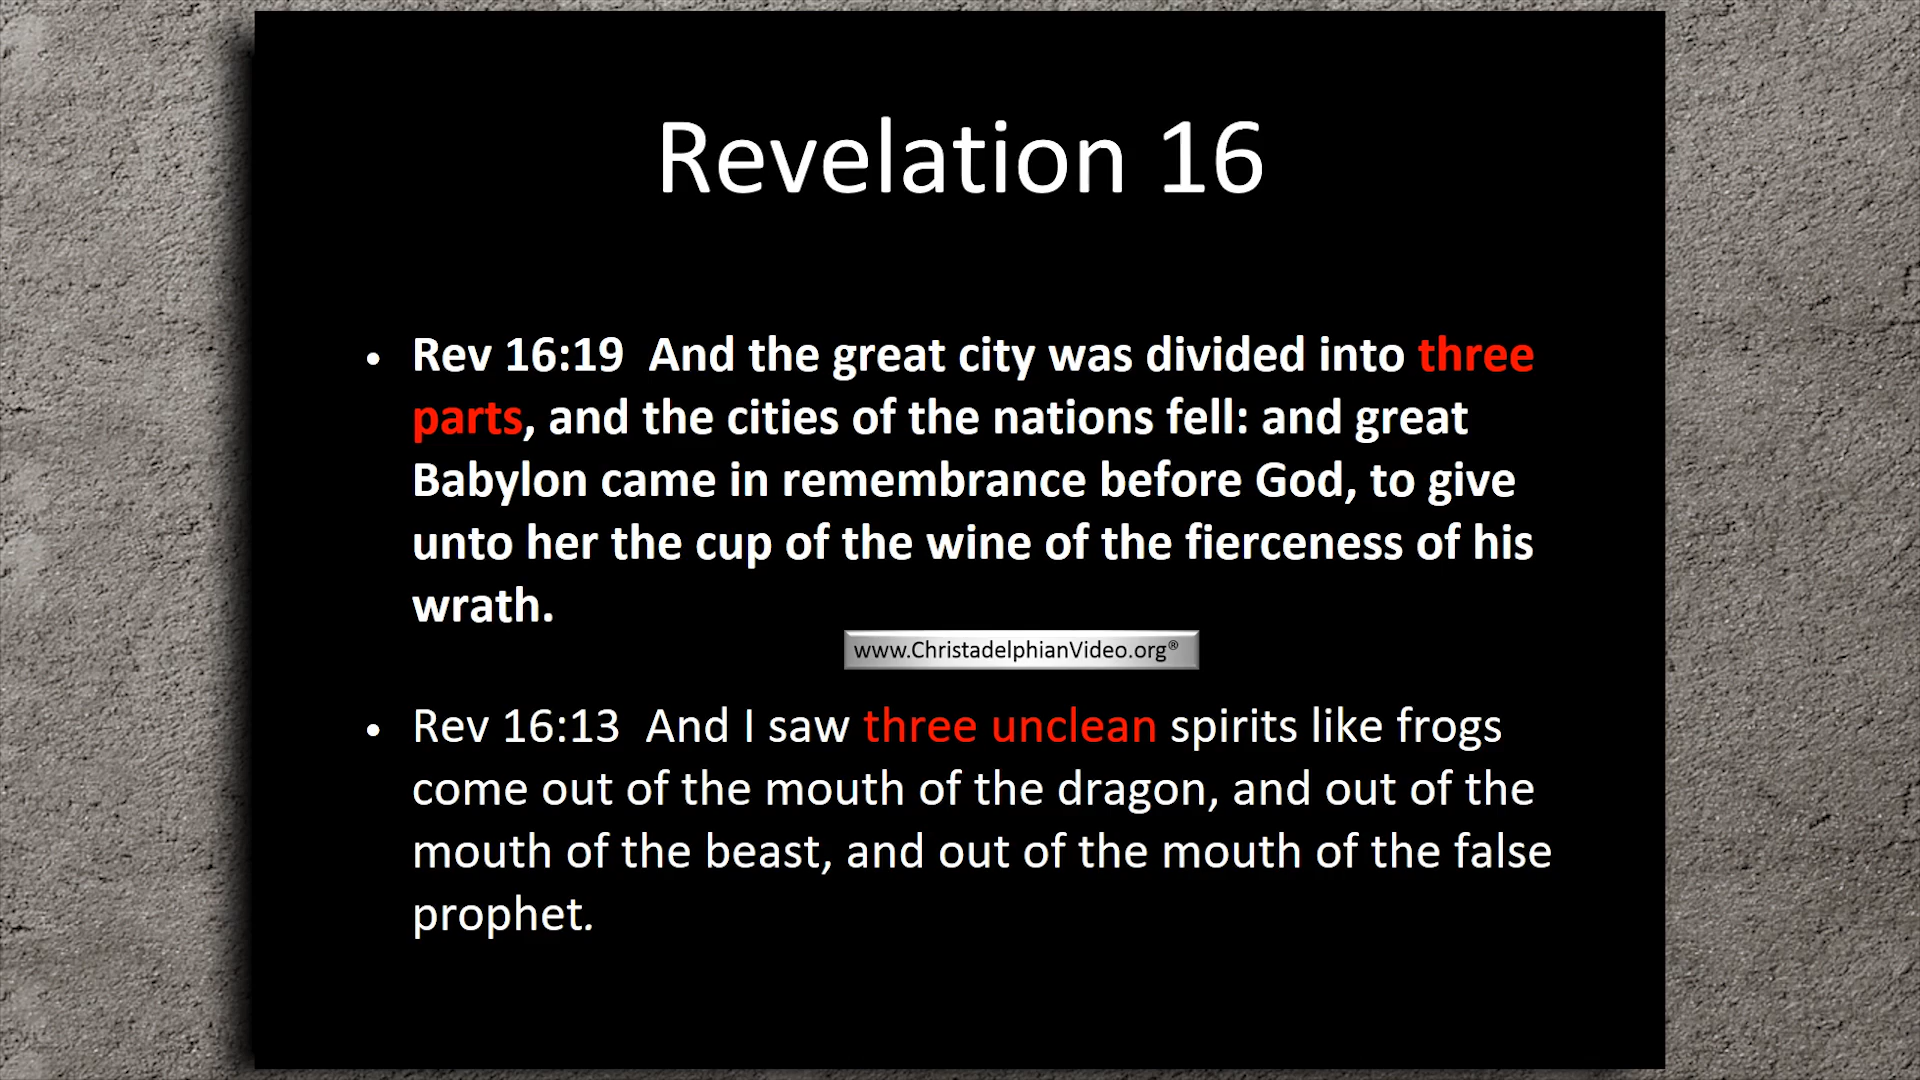 Revelation 16
• Rev 16:19  And the great city was divided into three
parts, and the cities of the nations fell: and great
Babylon came in remembrance before God, to give
unto her the cup of the wine of the fierceness of his
wrath.
www.ChristadelphianVideo.org®
• Rev 16:13  And I saw three unclean spirits like frogs
come out of the mouth of the dragon, and out of the
mouth of the beast, and out of the mouth of the false
prophet.